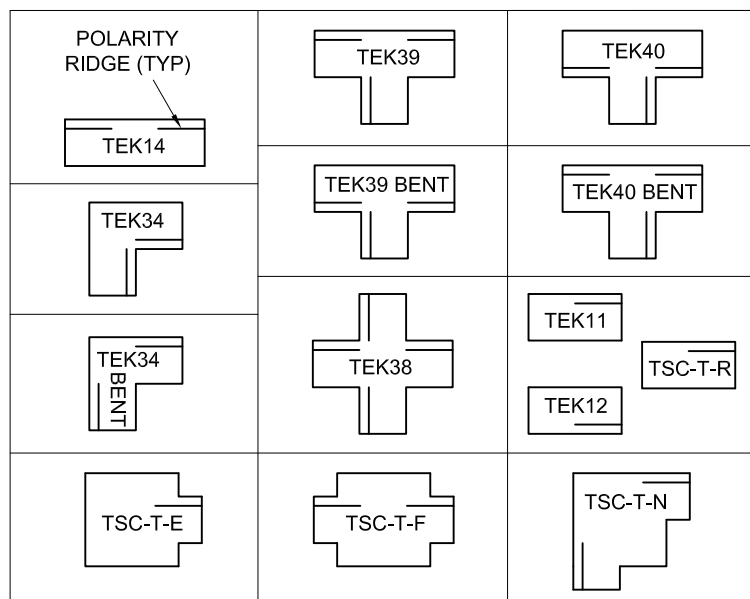 POLARITY
RIDGE (TYP)
TEK14
TEK39
TEK40
TEK34
TEK39 BENT
TEK40 BENT
TEK34
BENT
TEK38
TEK11
TSC-T-R
TEK12
TSC-T-E
TSC-T-F
TSC-T-N